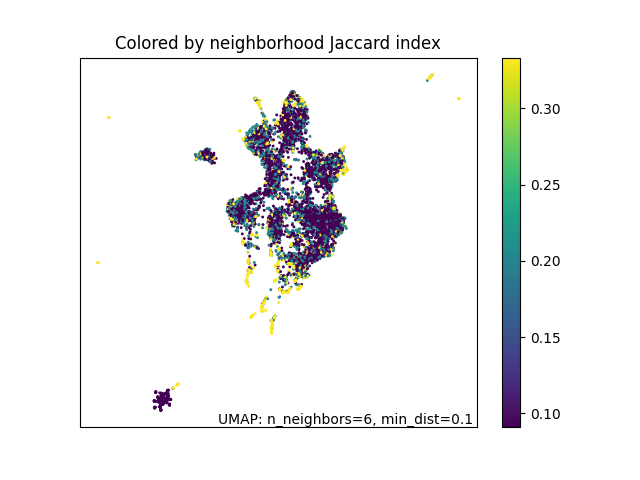 Colored by neighborhood Jaccard index
0.30
0.25
0.20
0.15
0.10
UMAP: n_neighbors=6, min_dist=0.1